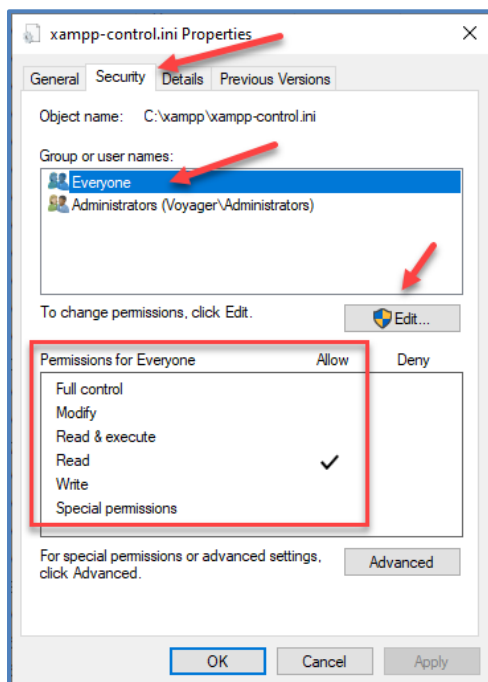 xampp-control.ini Properties
General Security Details Previous Versions
Object name: C:\xampp\xampp-control.ini
Group or user names:
Everyone
Administrators (Voyager\Administrators)
To change permissions, click Edit.
Edit...
Permissions for Everyone Allow Deny
Full control
Modify
Read & execute
Read
Write
Special permissions
For special permissions or advanced settings,
click Advanced.
Advanced
OK Cancel Apply